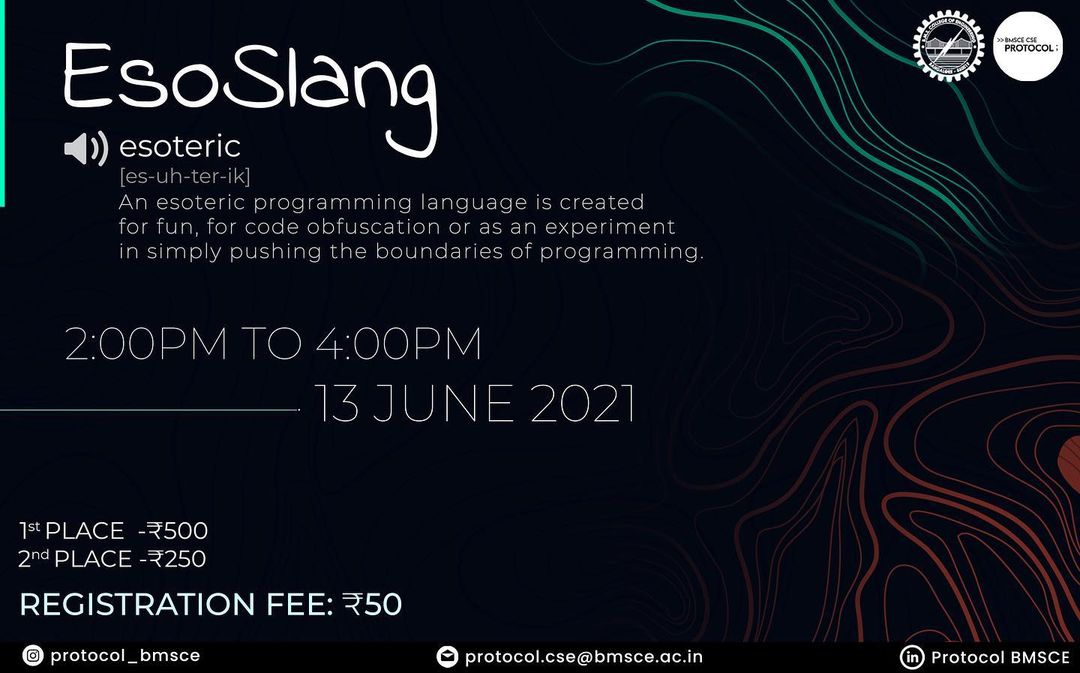 EsoSlang
esoteric
[es-uh-ter-ik]
An esoteric programming language is created
for fun, for code obfuscation or as an experiment
in simply pushing the boundaries of programming.
2:00PM TO 4:00PM
13 JUNE 2021
1st PLACE -₹500
2nd PLACE -₹250
REGISTRATION FEE: ₹50
>> BMSCE CSE
PROTOCOL ;
protocol_bmsce
protocol.cse@bmsce.ac.in
in Protocol BMSCE